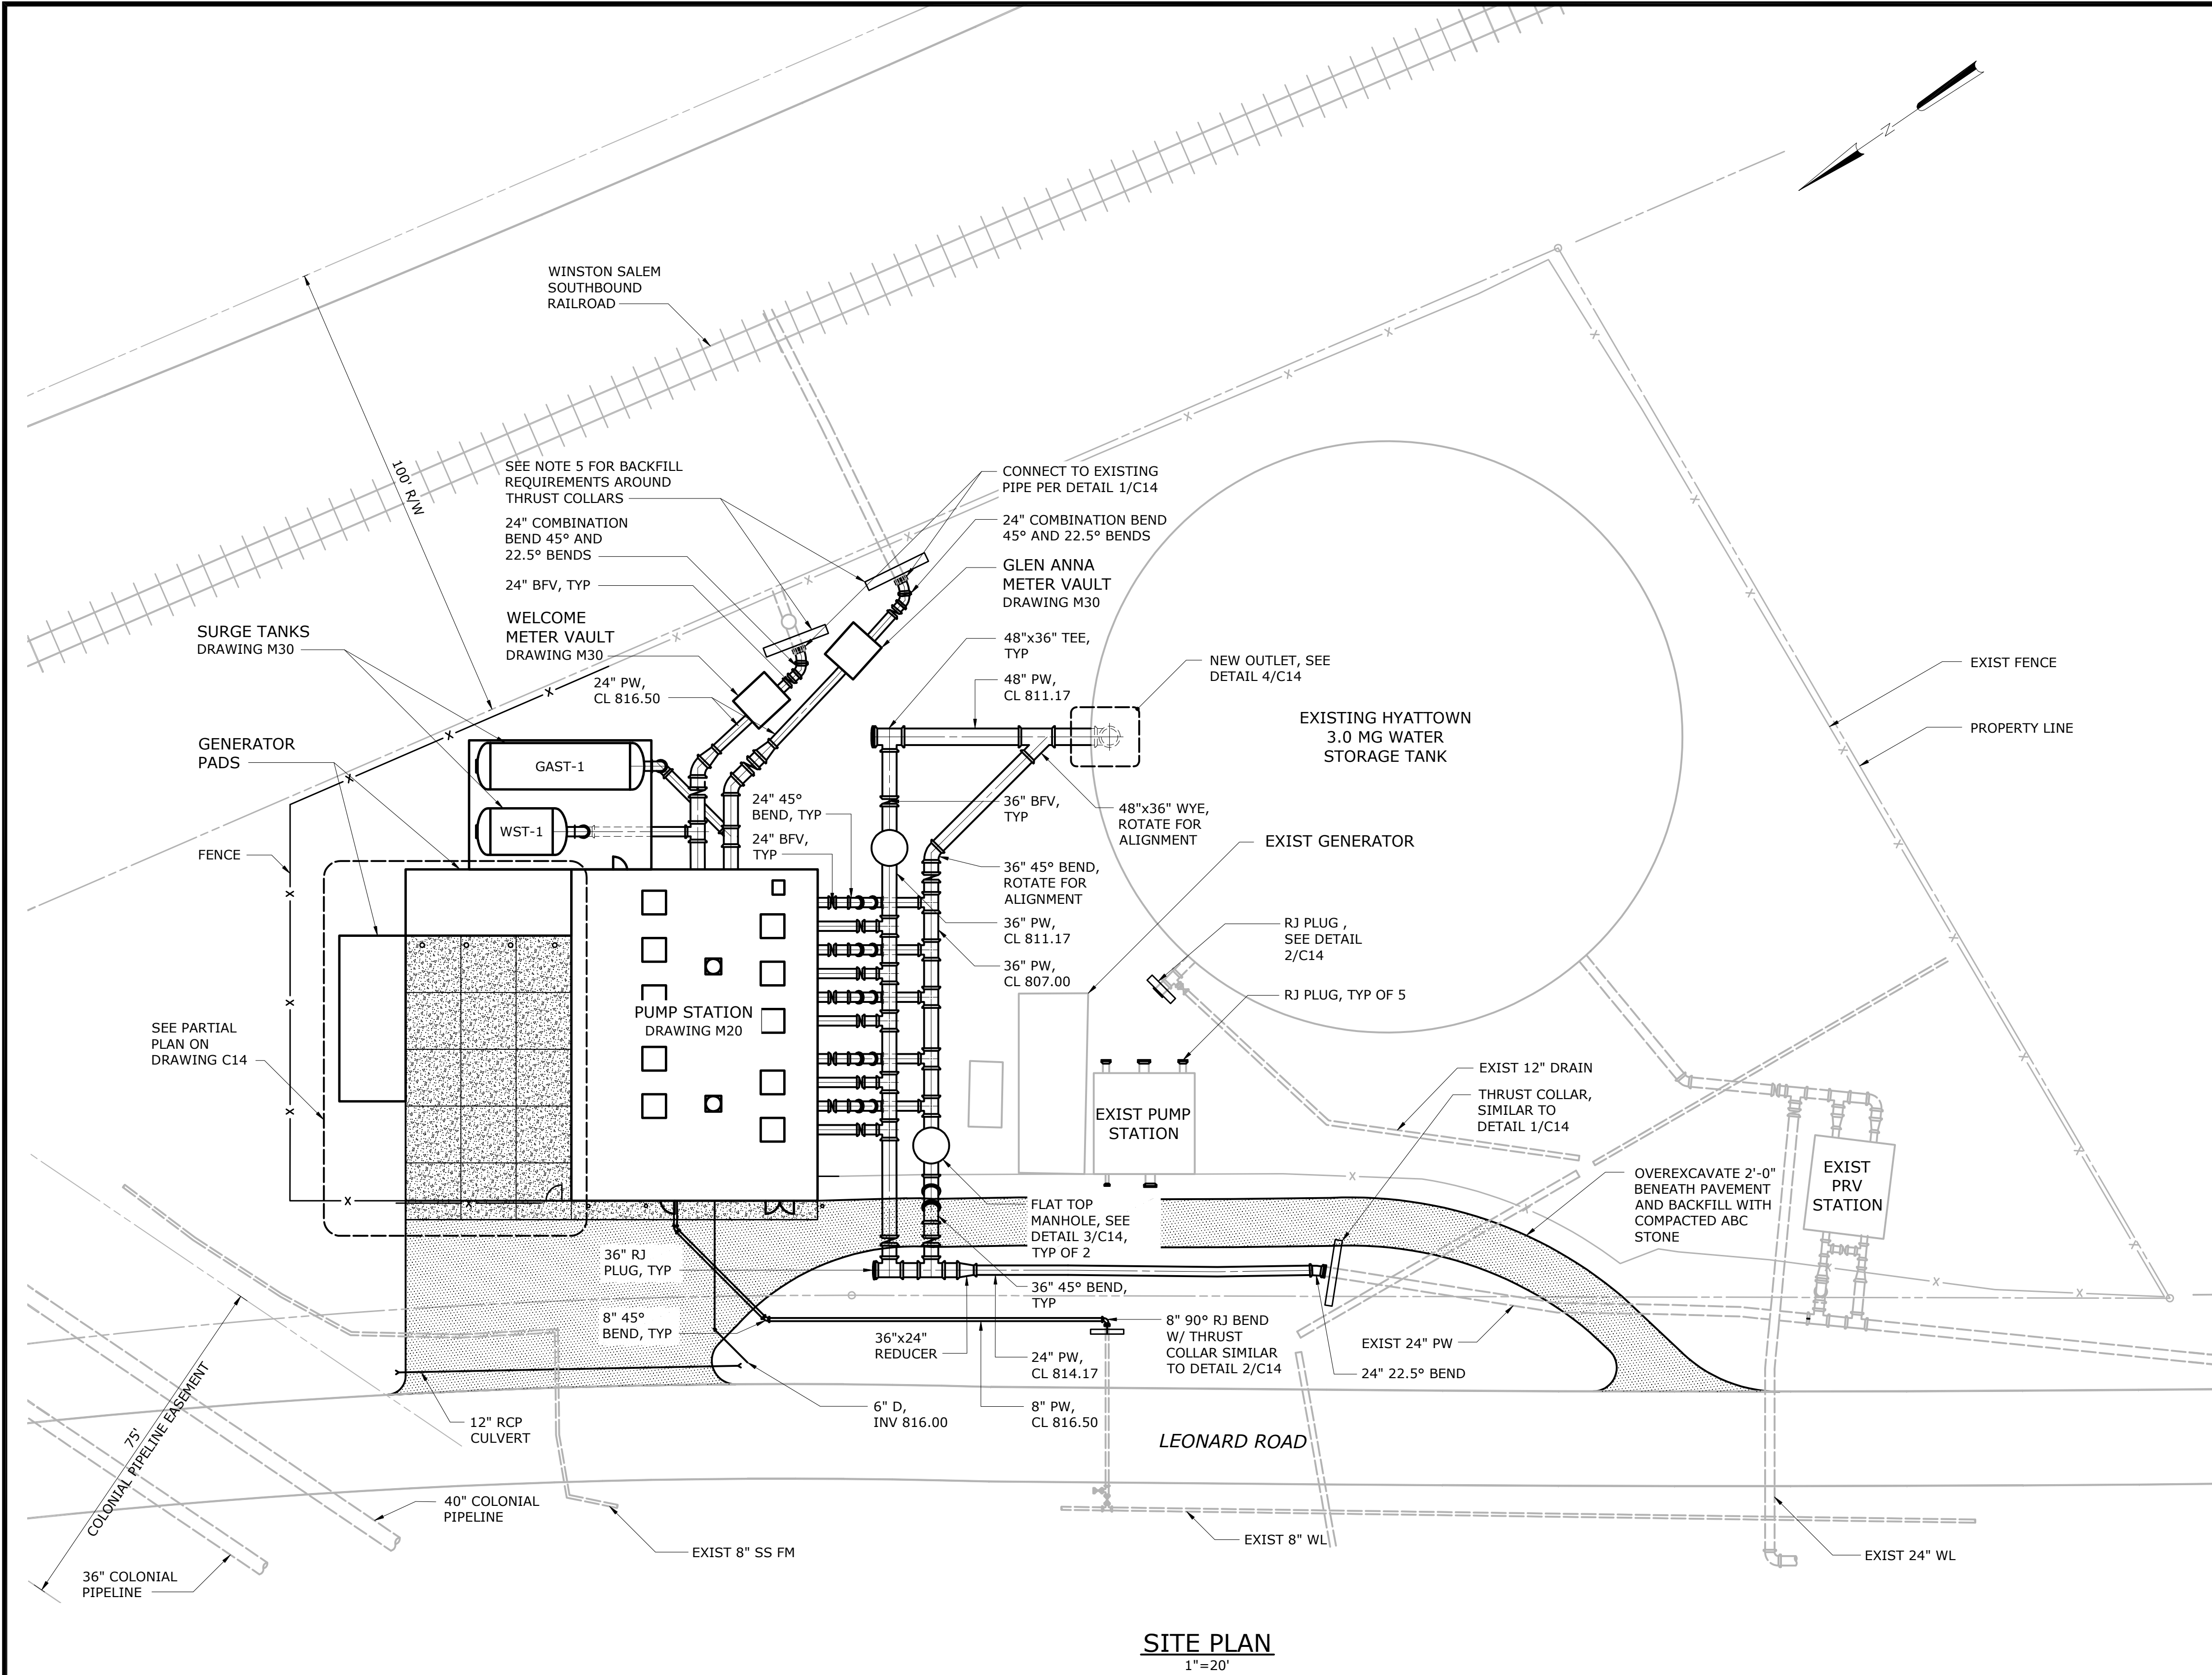 N
WINSTON SALEM
SOUTHBOUND
RAILROAD
100' R/W
SEE NOTE 5 FOR BACKFILL
REQUIREMENTS AROUND
THRUST COLLARS
24" COMBINATION
BEND 45° AND
22.5° BENDS
24" BFV, TYP
WELCOME
METER VAULT
DRAWING M30
24" PW,
CL 816.50
SURGE TANKS
DRAWING M30
GENERATOR
PADS
GAST-1
WST-1
FENCE
SEE PARTIAL
PLAN ON
DRAWING C14
CONNECT TO EXISTING
PIPE PER DETAIL 1/C14
24" COMBINATION BEND
45° AND 22.5° BENDS
GLEN ANNA
METER VAULT
DRAWING M30
48"x36" TEE,
TYP
48" PW,
CL 811.17
NEW OUTLET, SEE
DETAIL 4/C14
EXISTING HYATTOWN
3.0 MG WATER
STORAGE TANK
EXIST FENCE
PROPERTY LINE
24" 45°
BEND, TYP
24" BFV,
TYP
36" BFV,
TYP
48"x36" WYE,
ROTATE FOR
ALIGNMENT
EXIST GENERATOR
36" 45° BEND,
ROTATE FOR
ALIGNMENT
36" PW,
CL 811.17
36" PW,
CL 807.00
RJ PLUG ,
SEE DETAIL
2/C14
RJ PLUG, TYP OF 5
PUMP STATION
DRAWING M20
EXIST PUMP
STATION
EXIST 12" DRAIN
THRUST COLLAR,
SIMILAR TO
DETAIL 1/C14
EXIST
PRV
STATION
OVEREXCAVATE 2'-0"
BENEATH PAVEMENT
AND BACKFILL WITH
COMPACTED ABC
STONE
FLAT TOP
MANHOLE, SEE
DETAIL 3/C14,
TYP OF 2
36" RJ
PLUG, TYP
36" 45° BEND,
TYP
8" 45°
BEND, TYP
36"x24"
REDUCER
24" PW,
CL 814.17
8" 90° RJ BEND
W/ THRUST
COLLAR SIMILAR
TO DETAIL 2/C14
EXIST 24" PW
24" 22.5° BEND
6" D,
INV 816.00
8" PW,
CL 816.50
12" RCP
CULVERT
LEONARD ROAD
75'
COLONIAL PIPELINE EASEMENT
40" COLONIAL
PIPELINE
36" COLONIAL
PIPELINE
EXIST 8" SS FM
EXIST 8" WL
EXIST 24" WL
SITE PLAN
1"=20'